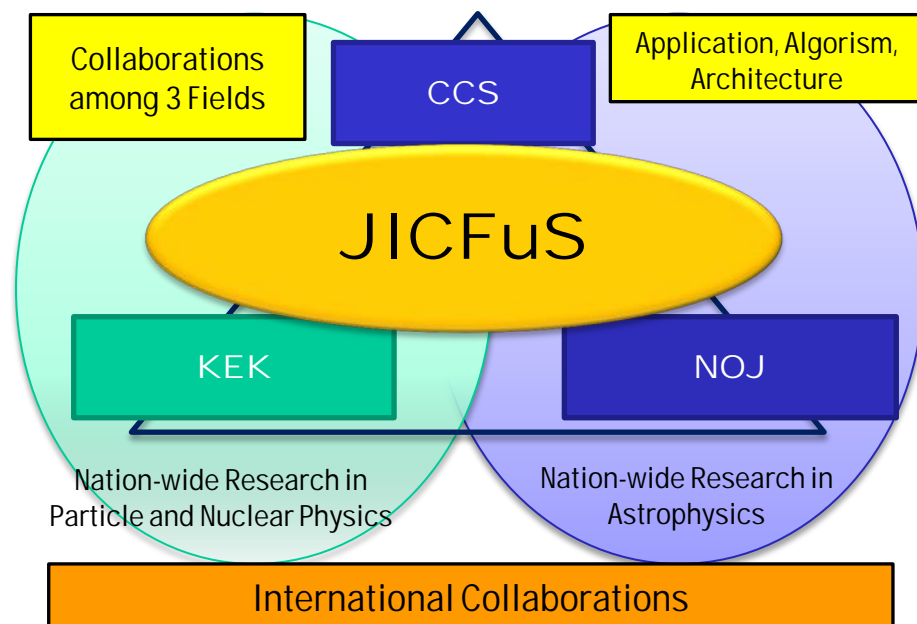 Collaborations
among 3 Fields
CCS
Application, Algorism,
Architecture
JICFuS
KEK
NOJ
Nation-wide Research in
Particle and Nuclear Physics
Nation-wide Research in
Astrophysics
International Collaborations